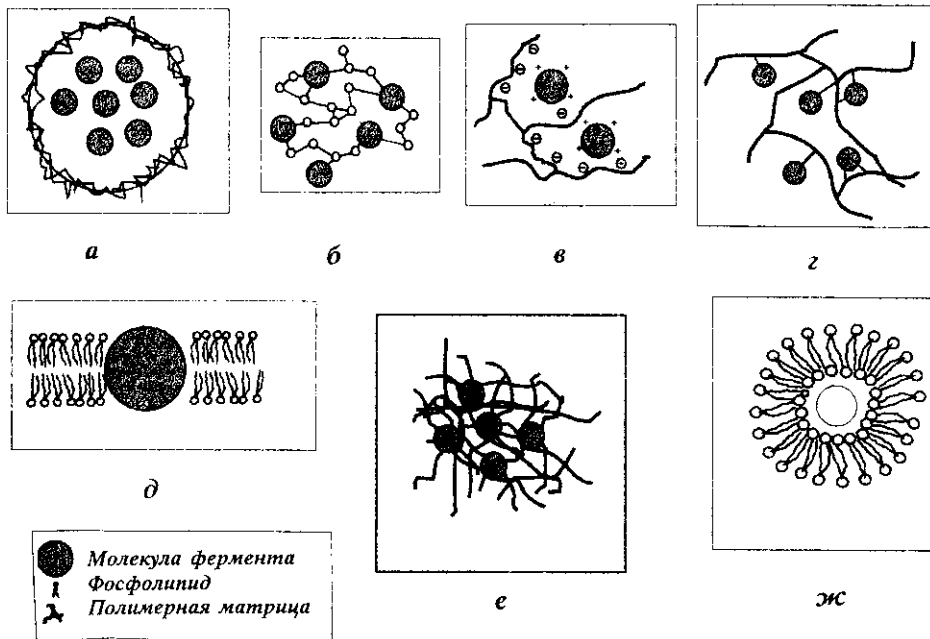 а
б
в
г
д
е
ж
Молекула фермента
Фосфолипид
Полимерная матрица